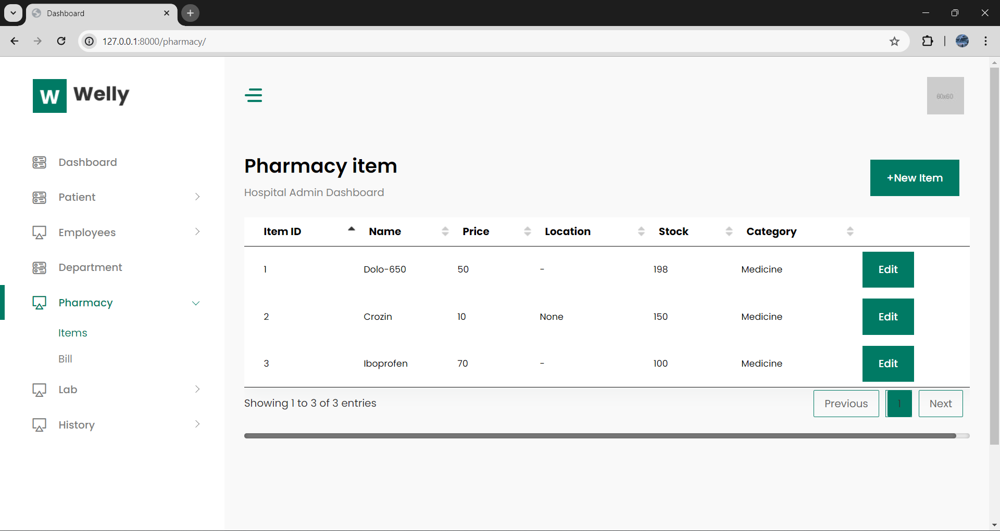 Dashboard
127.0.0.1:8000/pharmacy/
W Welly
60x60
Dashboard
Patient
Employees
Department
Pharmacy
Items
Bill
Lab
History
Pharmacy item
Hospital Admin Dashboard
+New Item
Item ID Name Price Location Stock Category
1 Dolo-650 50 - 198 Medicine Edit
2 Crozin 10 None 150 Medicine Edit
3 Iboprofen 70 - 100 Medicine Edit
Showing 1 to 3 of 3 entries
Previous 1 Next